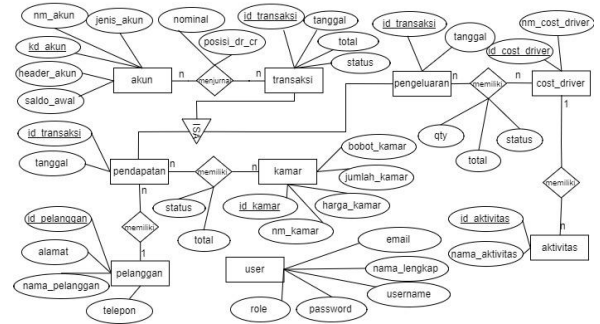 nm_akun
jenis_akun
kd_akun
header_akun
saldo_awal
akun
nominal
posisi_dr_cr
n
menjurnal
n
id_transaksi
tanggal
total
status
transaksi
ISA
id_transaksi
tanggal
pengeluaran
n
memiliki
n
qty
total
status
nm_cost_driver
id_cost_driver
cost_driver
1
memiliki
n
id_aktivitas
nama_aktivitas
aktivitas
id_transaksi
tanggal
pendapatan
n
memiliki
n
status
total
kamar
bobot_kamar
jumlah_kamar
harga_kamar
id_kamar
nm_kamar
n
memiliki
1
id_pelanggan
alamat
nama_pelanggan
pelanggan
telepon
user
email
nama_lengkap
username
password
role